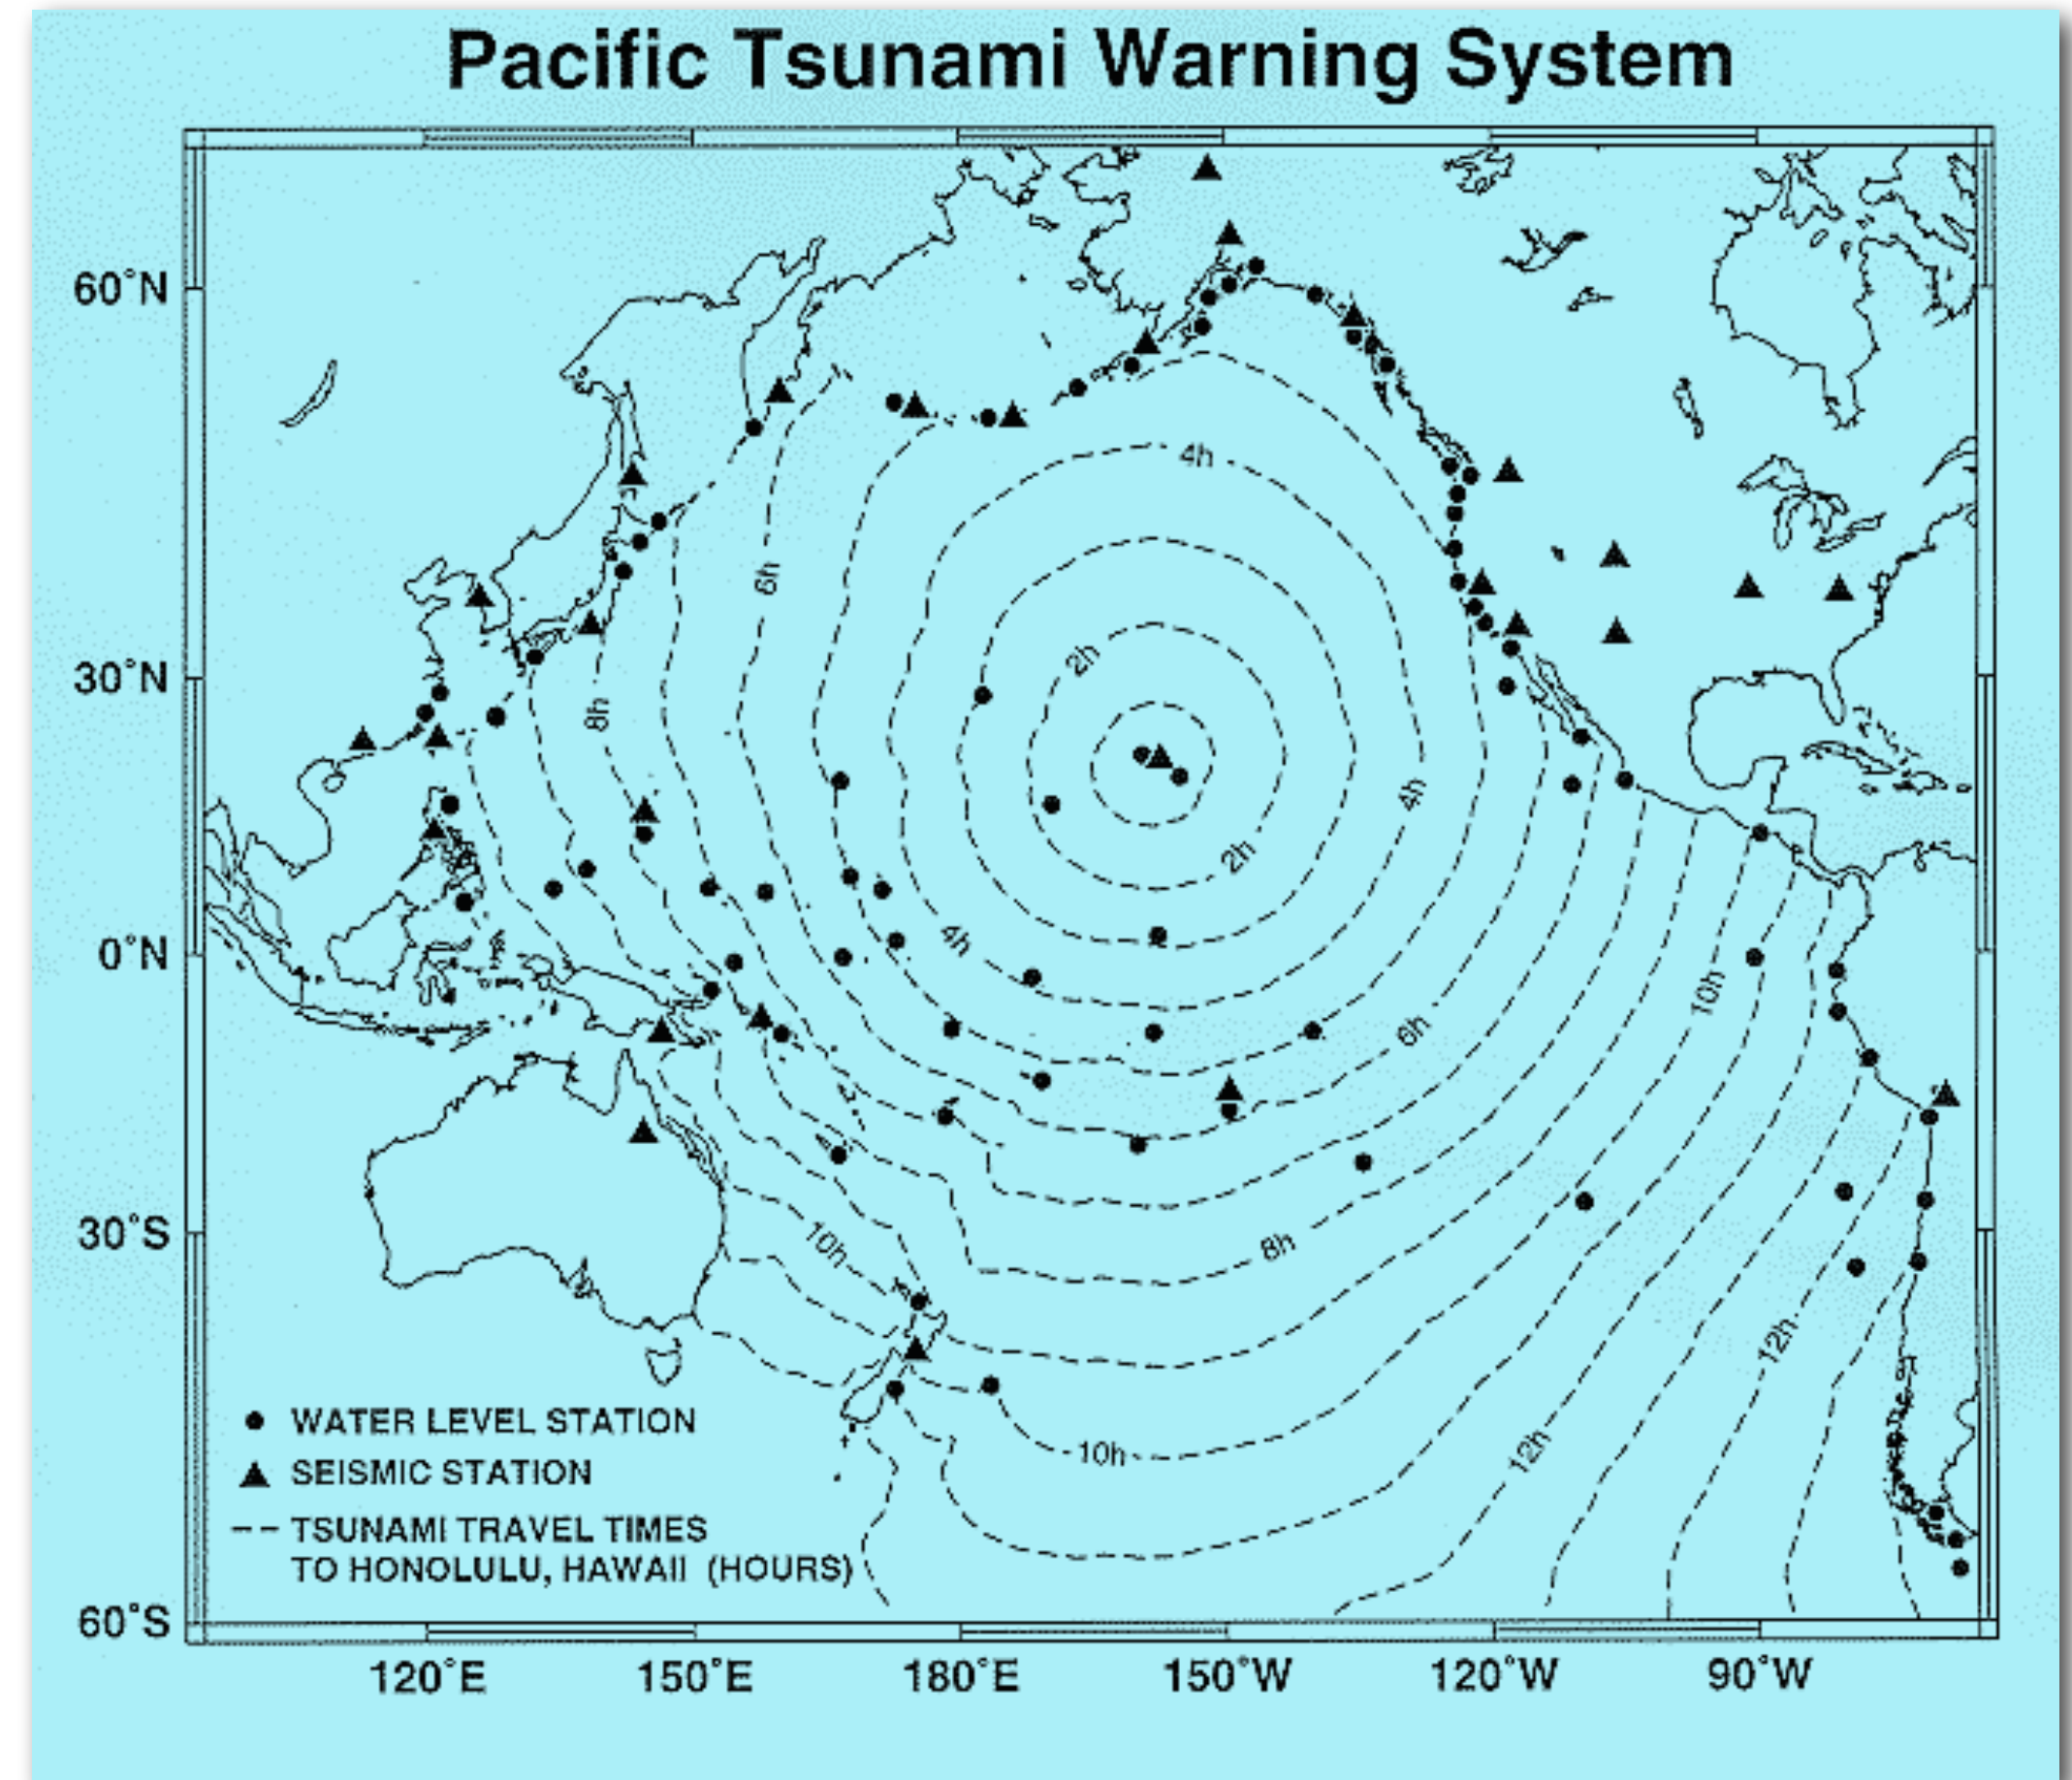 Pacific Tsunami Warning System
60°N
30°N
0°N
30°S
60°S
4h
6h
2h
8h
4h
2h
4h
10h
6h
10h
8h
12h
10h
12h
WATER LEVEL STATION
SEISMIC STATION
TSUNAMI TRAVEL TIMES
TO HONOLULU, HAWAII (HOURS)
120°E 150°E 180°E 150°W 120°W 90°W